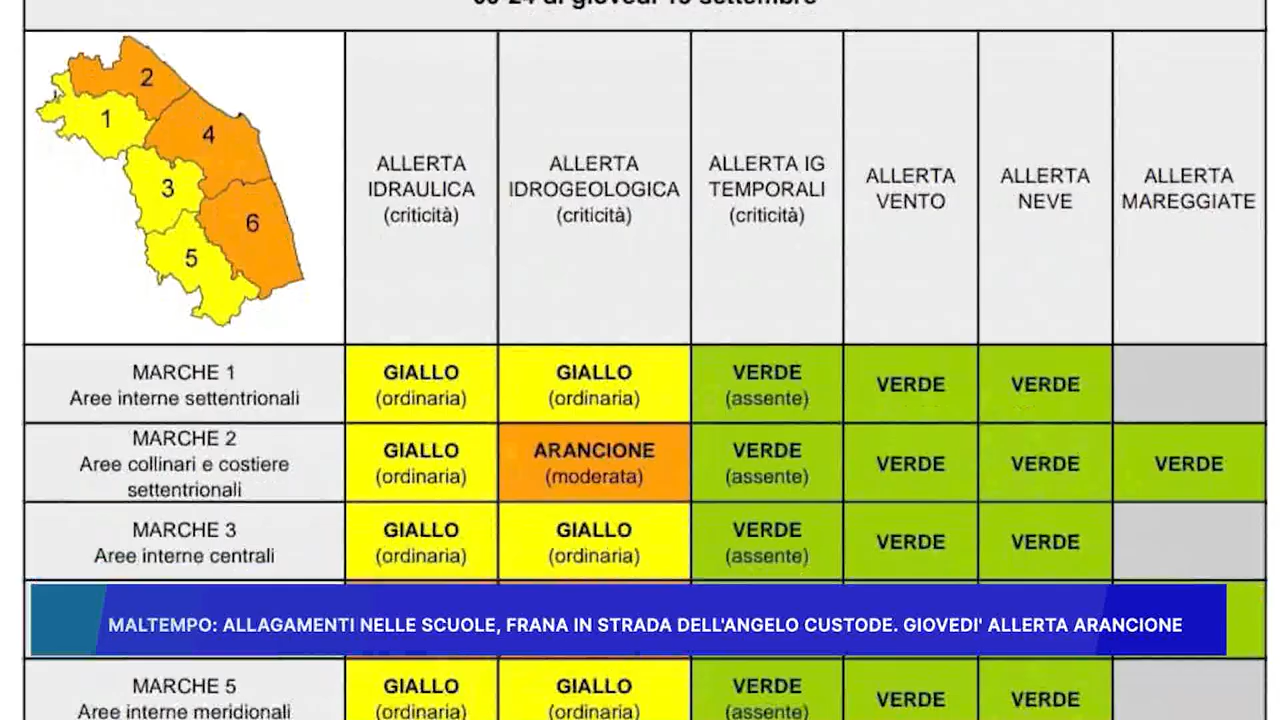 2
1
4
3
6
5
ALLERTA
IDRAULICA
(criticità)
ALLERTA
IDROGEOLOGICA
(criticità)
ALLERTA IG
TEMPORALI
(criticità)
ALLERTA
VENTO
ALLERTA
NEVE
ALLERTA
MAREGGIATE
MARCHE 1
Aree interne settentrionali
GIALLO
(ordinaria)
GIALLO
(ordinaria)
VERDE
(assente)
VERDE
VERDE
MARCHE 2
Aree collinari e costiere
settentrionali
GIALLO
(ordinaria)
ARANCIONE
(moderata)
VERDE
(assente)
VERDE
VERDE
VERDE
MARCHE 3
Aree interne centrali
GIALLO
(ordinaria)
GIALLO
(ordinaria)
VERDE
(assente)
VERDE
VERDE
MALTEMPO: ALLAGAMENTI NELLE SCUOLE, FRANA IN STRADA DELL'ANGELO CUSTODE. GIOVEDI' ALLERTA ARANCIONE
MARCHE 5
Aree interne meridionali
GIALLO
(ordinaria)
GIALLO
(ordinaria)
VERDE
(assente)
VERDE
VERDE